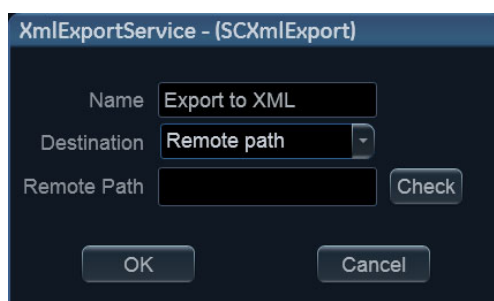 XmlExportService - (SCXmlExport)
Name Export to XML
Destination Remote path
Remote Path Check
OK Cancel